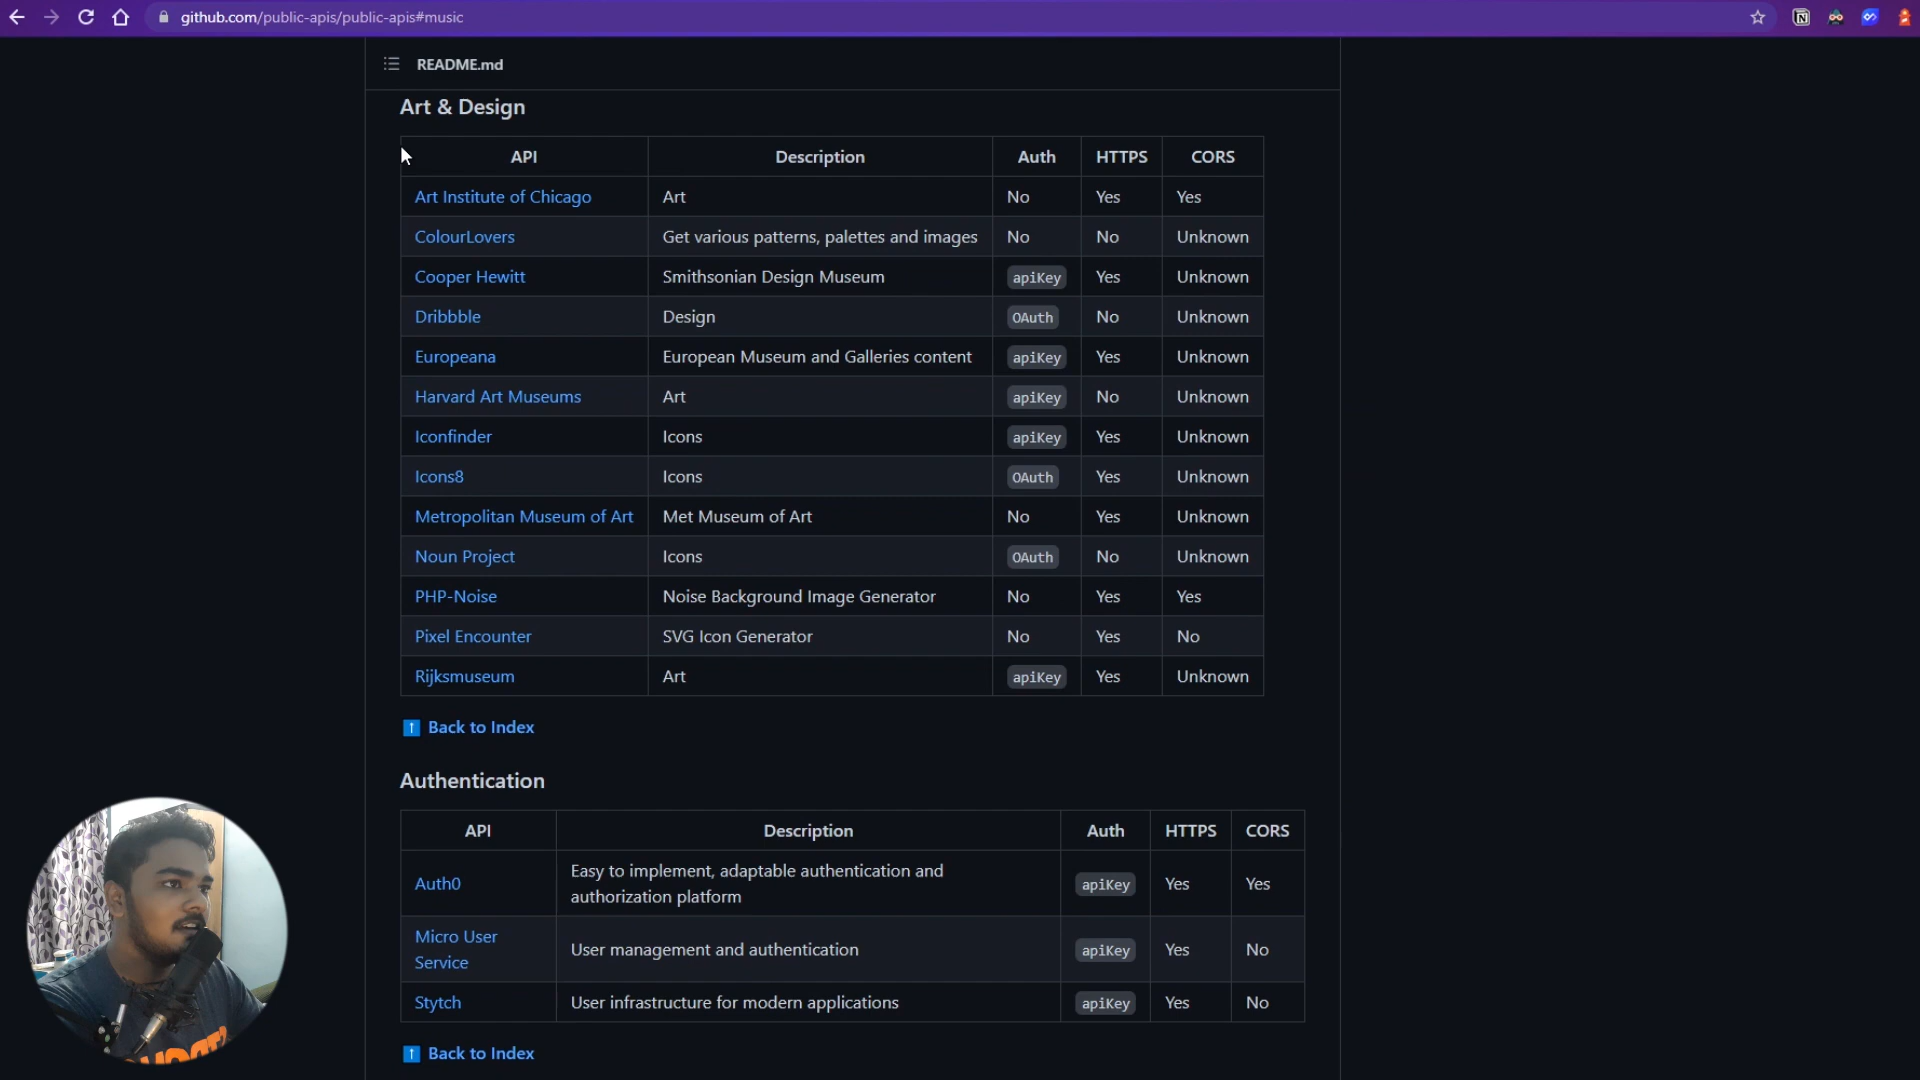 github.com/public-apis/public-apis#music
README.md
Art & Design
API Description Auth HTTPS CORS
Art Institute of Chicago Art No Yes Yes
ColourLovers Get various patterns, palettes and images No No Unknown
Cooper Hewitt Smithsonian Design Museum apiKey Yes Unknown
Dribbble Design OAuth No Unknown
Europeana European Museum and Galleries content apiKey Yes Unknown
Harvard Art Museums Art apiKey No Unknown
Iconfinder Icons apiKey Yes Unknown
Icons8 Icons OAuth Yes Unknown
Metropolitan Museum of Art Met Museum of Art No Yes Unknown
Noun Project Icons OAuth No Unknown
PHP-Noise Noise Background Image Generator No Yes Yes
Pixel Encounter SVG Icon Generator No Yes No
Rijksmuseum Art apiKey Yes Unknown
Back to Index
Authentication
API Description Auth HTTPS CORS
Auth0 Easy to implement, adaptable authentication and
authorization platform apiKey Yes Yes
Micro User
Service User management and authentication apiKey Yes No
Stytch User infrastructure for modern applications apiKey Yes No
Back to Index